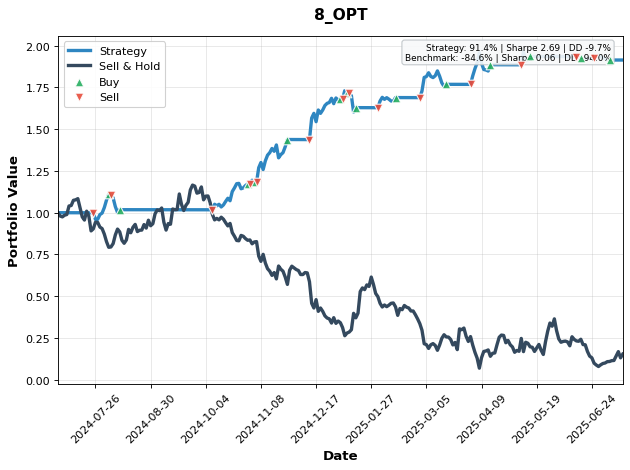 8_OPT
Strategy
Sell & Hold
Buy
Sell
Strategy: 91.4% | Sharpe 2.69 | DD -9.7%
Benchmark: -84.6% | Sharpe 0.06 | DD
Portfolio Value
2.00
1.75
1.50
1.25
1.00
0.75
0.50
0.25
0.00
2024-07-26
2024-08-30
2024-10-04
2024-11-08
2024-12-17
2025-01-27
2025-03-05
2025-04-09
2025-05-19
2025-06-24
Date